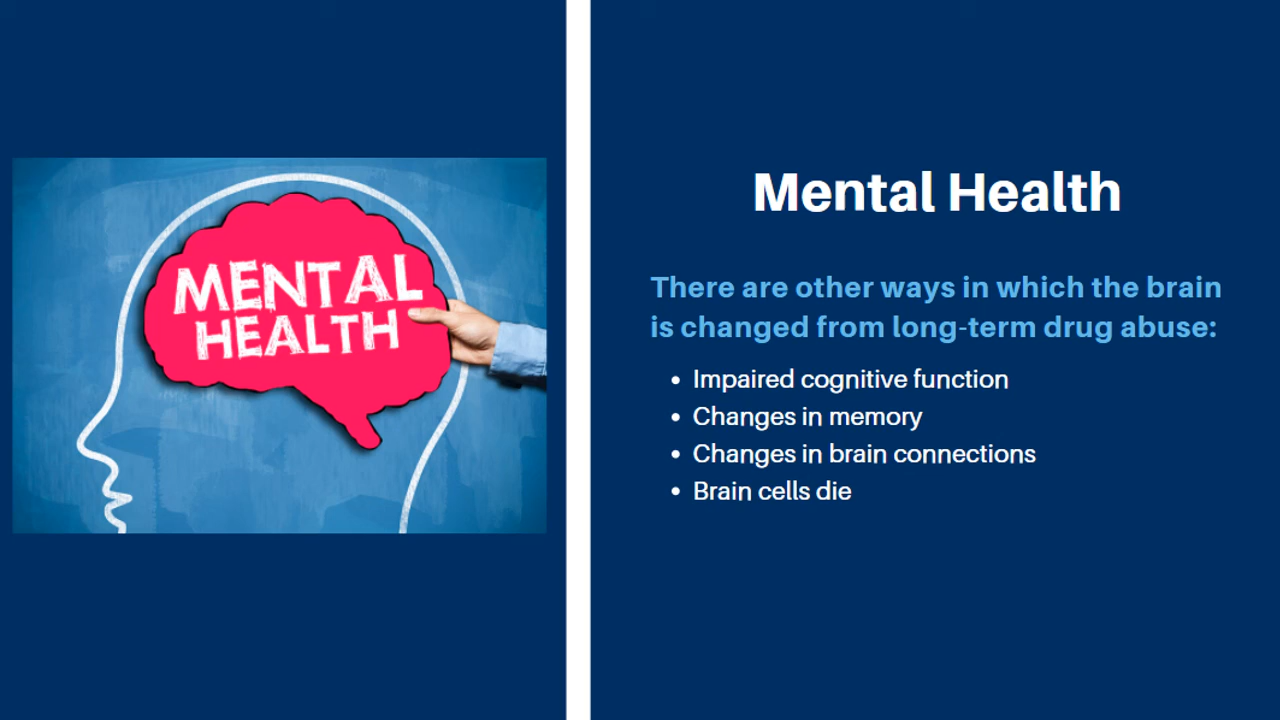 MENTAL
HEALTH
Mental Health
There are other ways in which the brain
is changed from long-term drug abuse:
• Impaired cognitive function
• Changes in memory
• Changes in brain connections
• Brain cells die